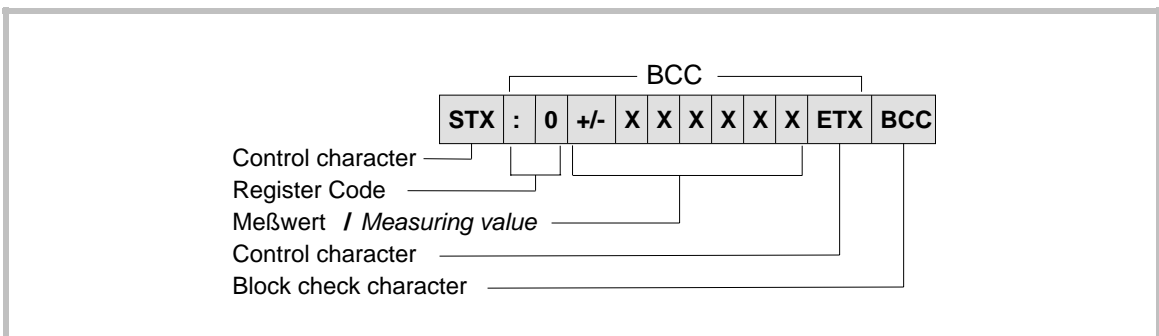 BCC
STX : 0 +/- X X X X X X ETX BCC
Control character
Register Code
Meßwert / Measuring value
Control character
Block check character